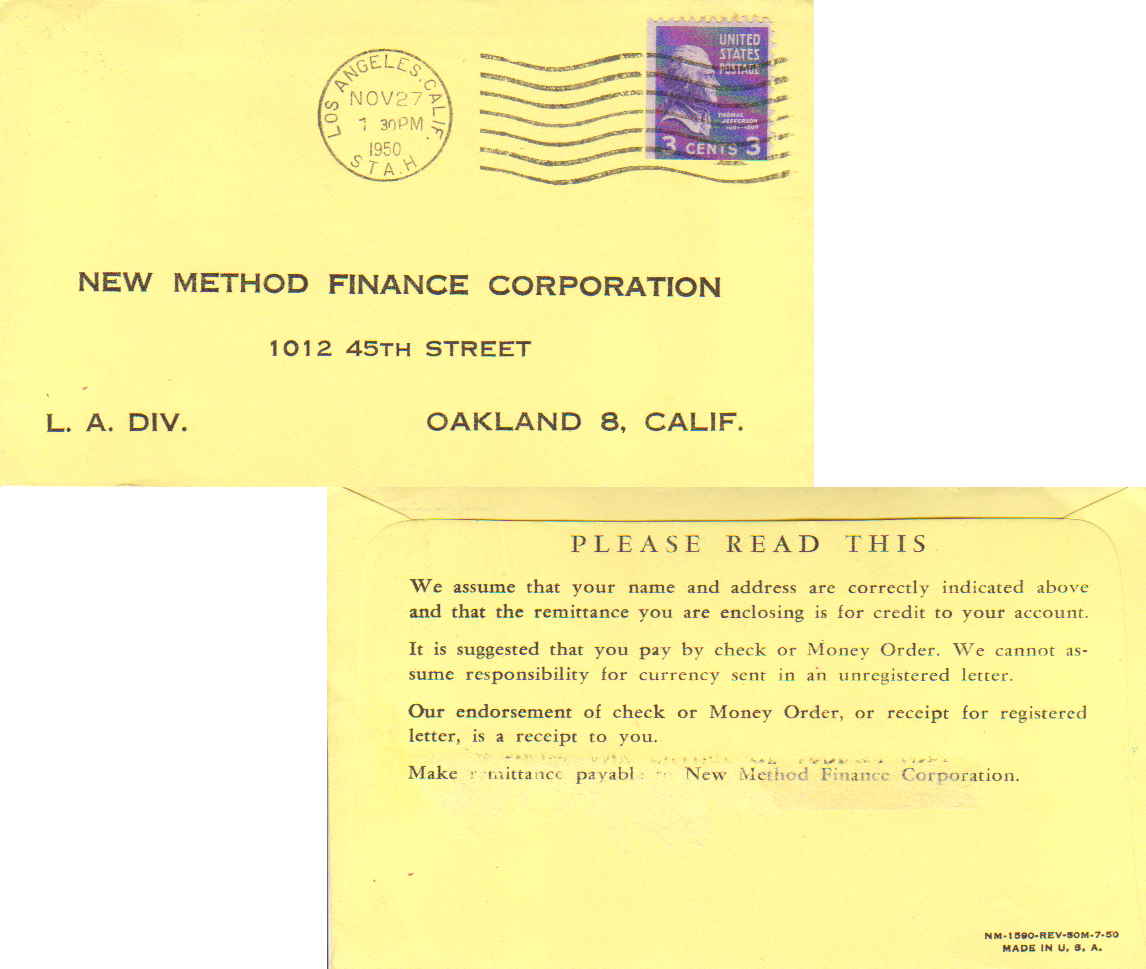 LOS ANGELES, CALIF.
NOV 27
30 PM
1950
STA. H
UNITED
STATES
POSTAGE
THOMAS
JEFFERSON
3 CENTS 3
NEW METHOD FINANCE CORPORATION
1012 45TH STREET
L. A. DIV. OAKLAND 8, CALIF.
PLEASE READ THIS
We assume that your name and address are correctly indicated above
and that the remittance you are enclosing is for credit to your account.
It is suggested that you pay by check or Money Order. We cannot as-
sume responsibility for currency sent in an unregistered letter.
Our endorsement of check or Money Order, or receipt for registered
letter, is a receipt to you.
Make remittance payable to New Method Finance Corporation.
NM-1590-REV-50M-7-50
MADE IN U. S. A.